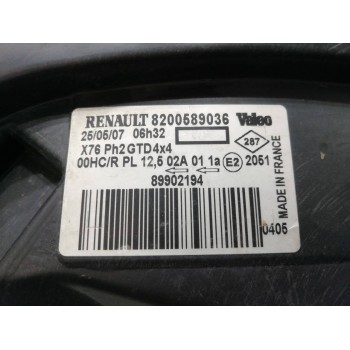 RENAULT 8200589036 Valeo
25/05/07 06h32
287
X76 Ph2 GTD4x4
00HC/R PL 12,5 02A 01 1a E2 2051
89902194
0405
MADE IN FRANCE